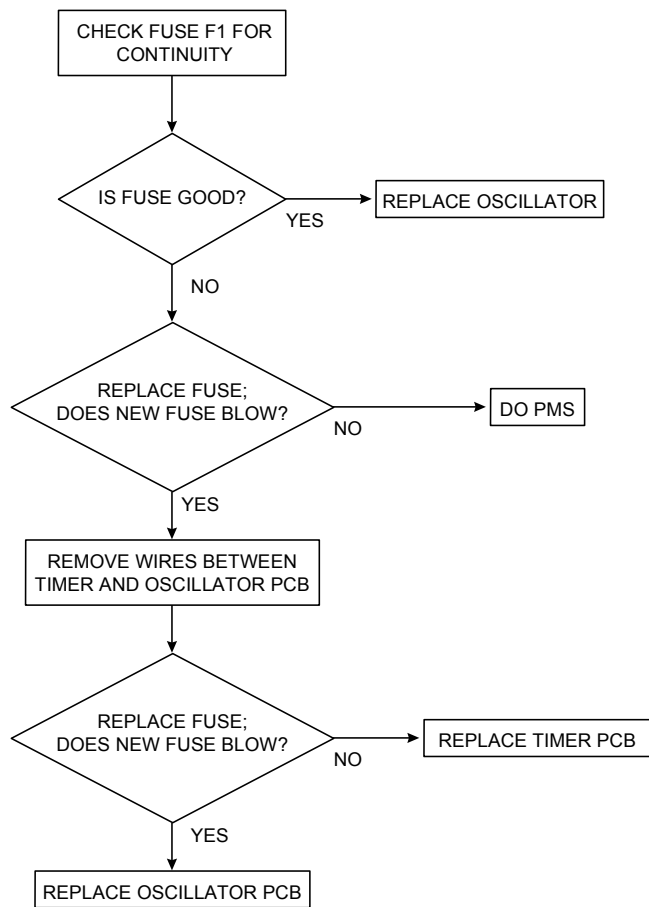 CHECK FUSE F1 FOR
CONTINUITY
IS FUSE GOOD?
YES
REPLACE OSCILLATOR
NO
REPLACE FUSE;
DOES NEW FUSE BLOW?
NO
DO PMS
YES
REMOVE WIRES BETWEEN
TIMER AND OSCILLATOR PCB
REPLACE FUSE;
DOES NEW FUSE BLOW?
NO
REPLACE TIMER PCB
YES
REPLACE OSCILLATOR PCB